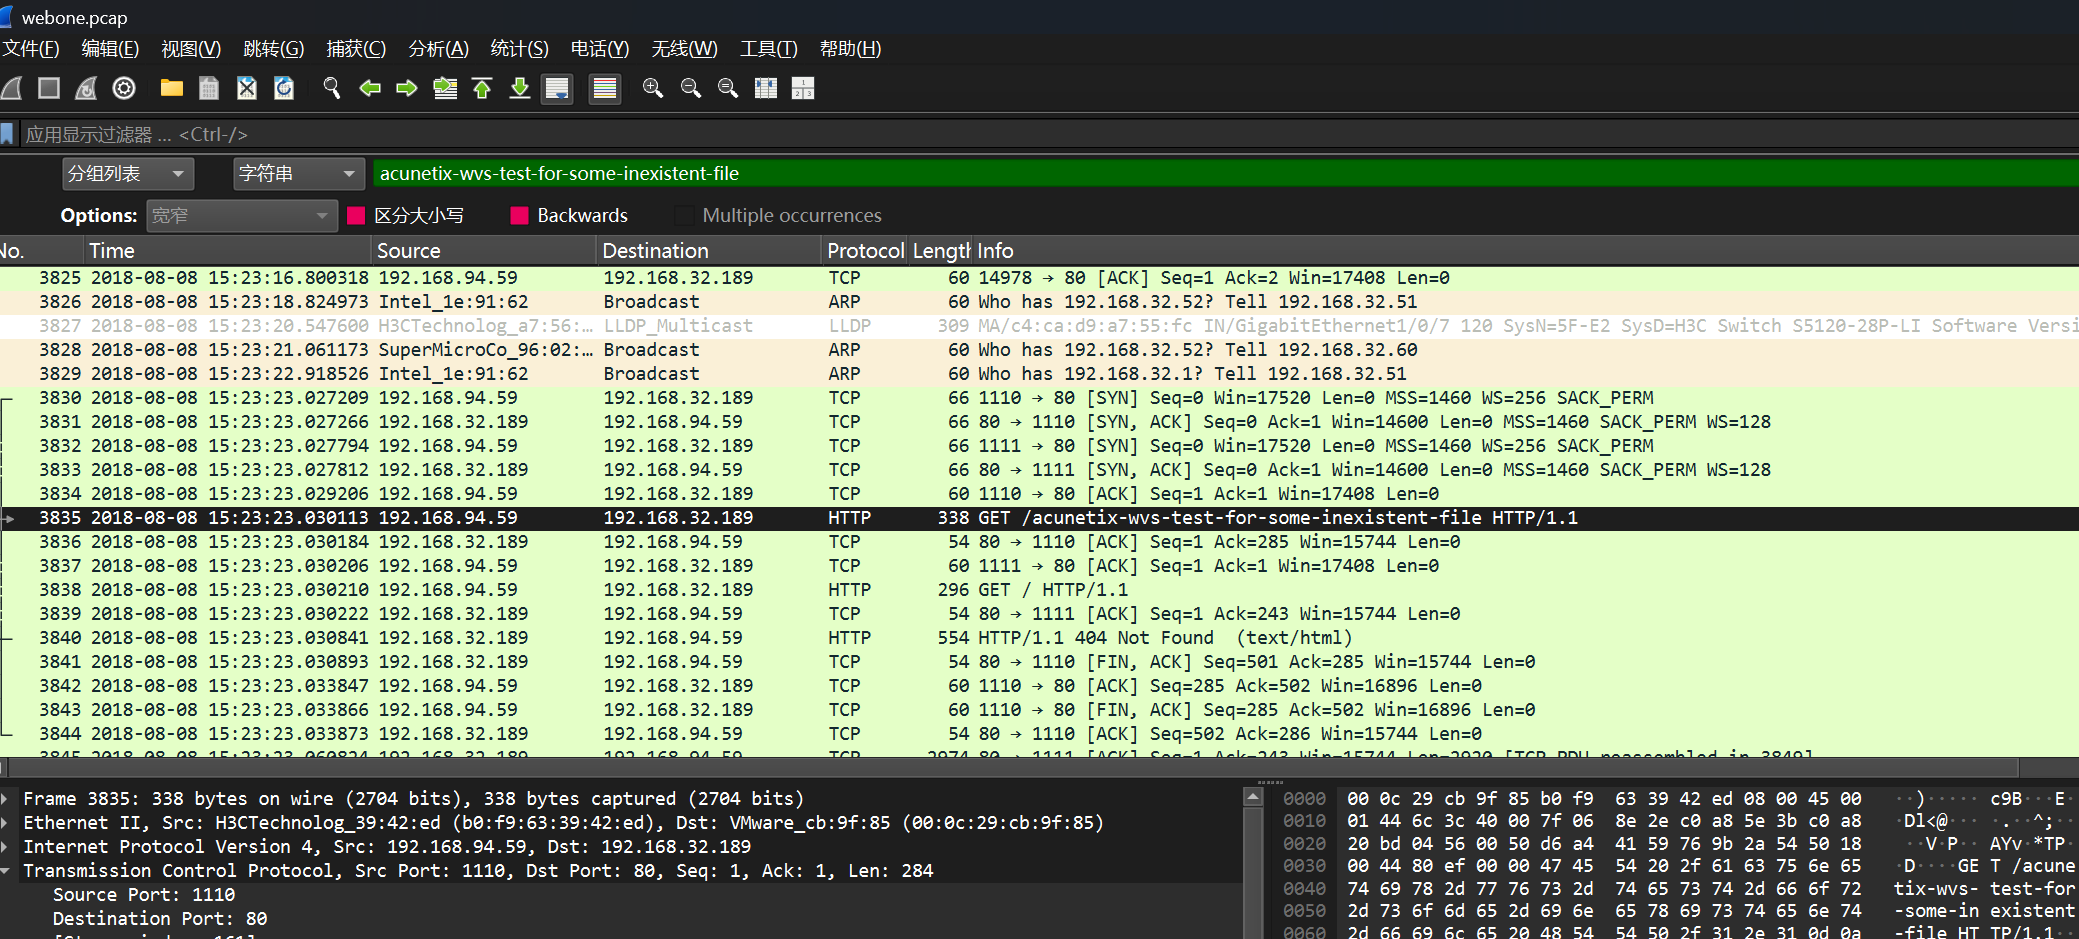 webone.pcap
文件(F) 编辑(E) 视图(V) 跳转(G) 捕获(C) 分析(A) 统计(S) 电话(Y) 无线(W) 工具(T) 帮助(H)
应用显示过滤器 … <Ctrl-/>
分组列表 字符串 acunetix-wvs-test-for-some-inexistent-file
Options: 宽窄 区分大小写 Backwards Multiple occurrences
No. Time Source Destination Protocol Length Info
3825 2018-08-08 15:23:16.800318 192.168.94.59 192.168.32.189 TCP 60 14978 → 80 [ACK] Seq=1 Ack=2 Win=17408 Len=0
3826 2018-08-08 15:23:18.824973 Intel_1e:91:62 Broadcast ARP 60 Who has 192.168.32.52? Tell 192.168.32.51
3827 2018-08-08 15:23:20.547600 H3CTechnolog_a7:56:… LLDP_Multicast LLDP 309 MA/c4:ca:d9:a7:55:fc IN/GigabitEthernet1/0/7 120 SysN=5F-E2 SysD=H3C Switch S5120-28P-LI Software Versi
3828 2018-08-08 15:23:21.061173 SuperMicroCo_96:02:… Broadcast ARP 60 Who has 192.168.32.52? Tell 192.168.32.60
3829 2018-08-08 15:23:22.918526 Intel_1e:91:62 Broadcast ARP 60 Who has 192.168.32.1? Tell 192.168.32.51
3830 2018-08-08 15:23:23.027209 192.168.94.59 192.168.32.189 TCP 66 1110 → 80 [SYN] Seq=0 Win=17520 Len=0 MSS=1460 WS=256 SACK_PERM
3831 2018-08-08 15:23:23.027266 192.168.32.189 192.168.94.59 TCP 66 80 → 1110 [SYN, ACK] Seq=0 Ack=1 Win=14600 Len=0 MSS=1460 SACK_PERM WS=128
3832 2018-08-08 15:23:23.027794 192.168.94.59 192.168.32.189 TCP 66 1111 → 80 [SYN] Seq=0 Win=17520 Len=0 MSS=1460 WS=256 SACK_PERM
3833 2018-08-08 15:23:23.027812 192.168.32.189 192.168.94.59 TCP 66 80 → 1111 [SYN, ACK] Seq=0 Ack=1 Win=14600 Len=0 MSS=1460 SACK_PERM WS=128
3834 2018-08-08 15:23:23.029206 192.168.94.59 192.168.32.189 TCP 60 1110 → 80 [ACK] Seq=1 Ack=1 Win=17408 Len=0
3835 2018-08-08 15:23:23.030113 192.168.94.59 192.168.32.189 HTTP 338 GET /acunetix-wvs-test-for-some-inexistent-file HTTP/1.1
3836 2018-08-08 15:23:23.030184 192.168.32.189 192.168.94.59 TCP 54 80 → 1110 [ACK] Seq=1 Ack=285 Win=15744 Len=0
3837 2018-08-08 15:23:23.030206 192.168.94.59 192.168.32.189 TCP 60 1111 → 80 [ACK] Seq=1 Ack=1 Win=17408 Len=0
3838 2018-08-08 15:23:23.030210 192.168.94.59 192.168.32.189 HTTP 296 GET / HTTP/1.1
3839 2018-08-08 15:23:23.030222 192.168.32.189 192.168.94.59 TCP 54 80 → 1111 [ACK] Seq=1 Ack=243 Win=15744 Len=0
3840 2018-08-08 15:23:23.030841 192.168.32.189 192.168.94.59 HTTP 554 HTTP/1.1 404 Not Found (text/html)
3841 2018-08-08 15:23:23.030893 192.168.32.189 192.168.94.59 TCP 54 80 → 1110 [FIN, ACK] Seq=501 Ack=285 Win=15744 Len=0
3842 2018-08-08 15:23:23.033847 192.168.94.59 192.168.32.189 TCP 60 1110 → 80 [ACK] Seq=285 Ack=502 Win=16896 Len=0
3843 2018-08-08 15:23:23.033866 192.168.94.59 192.168.32.189 TCP 60 1110 → 80 [FIN, ACK] Seq=285 Ack=502 Win=16896 Len=0
3844 2018-08-08 15:23:23.033873 192.168.32.189 192.168.94.59 TCP 54 80 → 1110 [ACK] Seq=502 Ack=286 Win=15744 Len=0
3845 2018-08-08 15:23:23.060824 192.168.32.189 192.168.94.59 TCP 2974 80 → 1111 [ACK] Seq=1 Ack=243 Win=15744 Len=2920 [TCP PDU reassembled in 3849]
Frame 3835: 338 bytes on wire (2704 bits), 338 bytes captured (2704 bits)
Ethernet II, Src: H3CTechnolog_39:42:ed (b0:f9:63:39:42:ed), Dst: VMware_cb:9f:85 (00:0c:29:cb:9f:85)
Internet Protocol Version 4, Src: 192.168.94.59, Dst: 192.168.32.189
Transmission Control Protocol, Src Port: 1110, Dst Port: 80, Seq: 1, Ack: 1, Len: 284
Source Port: 1110
Destination Port: 80
0000 00 0c 29 cb 9f 85 b0 f9 63 39 42 ed 08 00 45 00 ··)····· c9B···E·
0010 01 44 6c 3c 40 00 7f 06 8e 2e c0 a8 5e 3b c0 a8 ·Dl<@··· ·.··^;··
0020 20 bd 04 56 00 50 d6 a4 41 59 76 9b 2a 54 50 18 ··V·P·· AYv·*TP·
0030 00 44 80 ef 00 00 47 45 54 20 2f 61 63 75 6e 65 ·D····GE T /acune
0040 74 69 78 2d 77 76 73 2d 74 65 73 74 2d 66 6f 72 tix-wvs- test-for
0050 2d 73 6f 6d 65 2d 69 6e 65 78 69 73 74 65 6e 74 -some-in existent
0060 2d 66 69 6c 65 20 48 54 54 50 2f 31 2e 31 0d 0a -file HT TP/1.1··